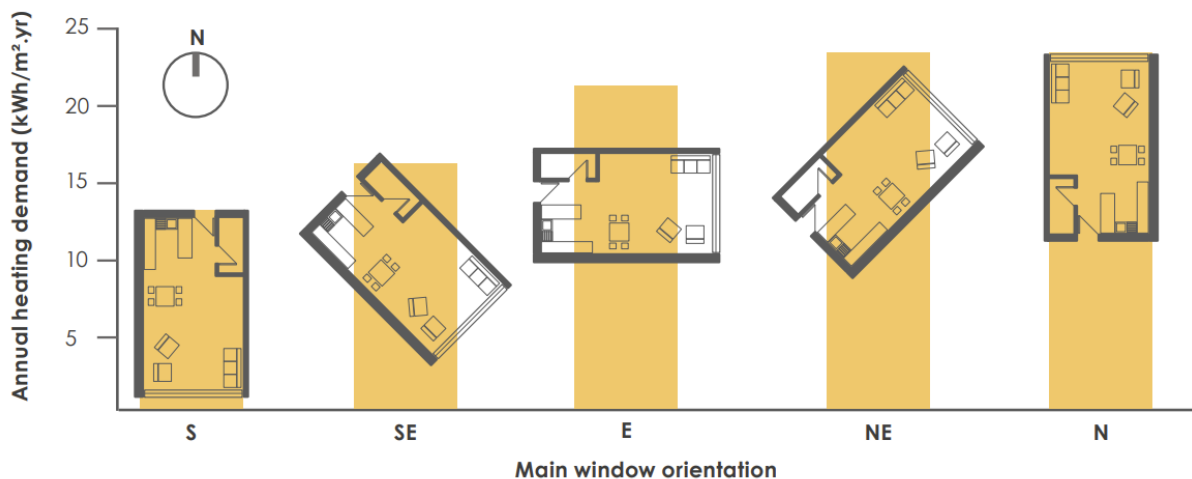 Annual heating demand (kWh/m².yr)
25
20
15
10
5
N
S
SE
E
NE
N
Main window orientation